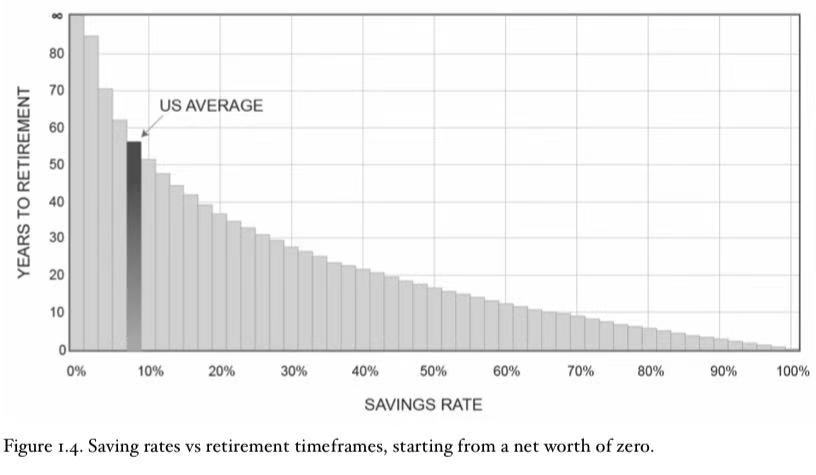 ∞
80
70
60
50
40
30
20
10
0
YEARS TO RETIREMENT
US AVERAGE
0% 10% 20% 30% 40% 50% 60% 70% 80% 90% 100%
SAVINGS RATE
Figure 1.4. Saving rates vs retirement timeframes, starting from a net worth of zero.